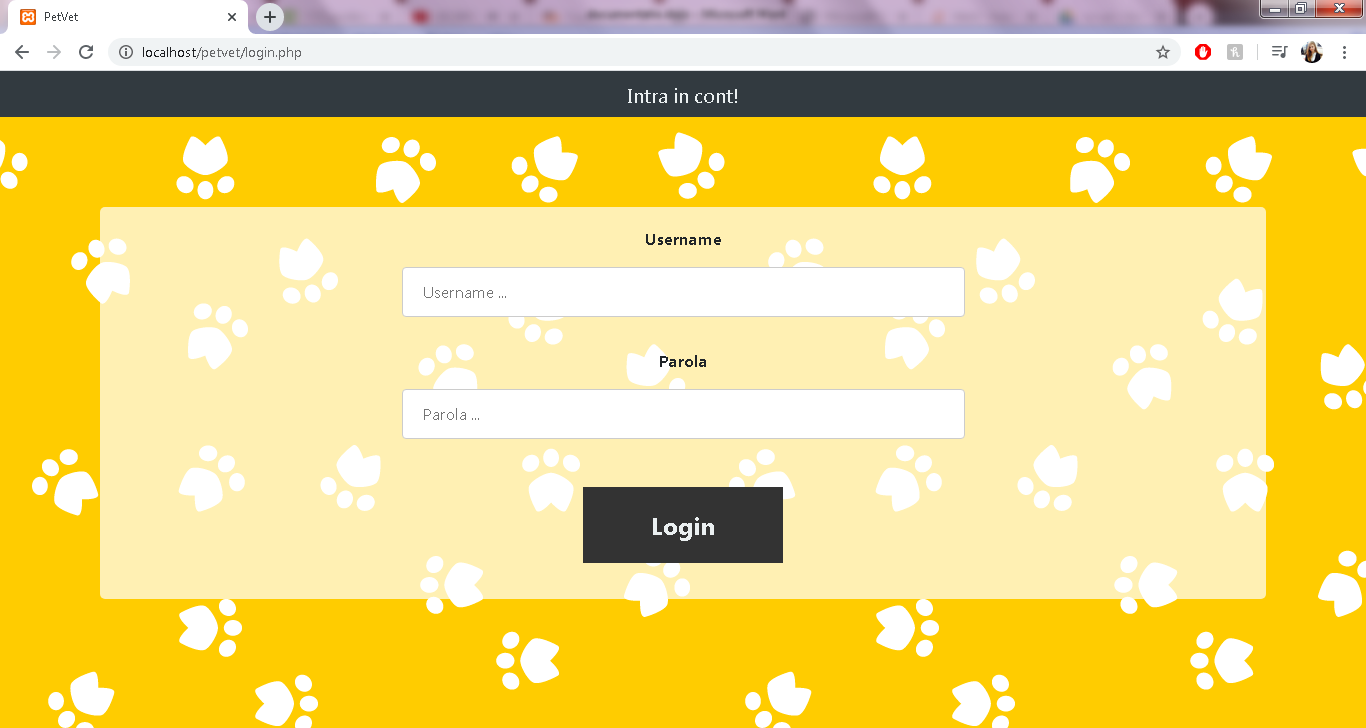 PetVet
localhost/petvet/login.php
Intra in cont!
Username
Username ...
Parola
Parola ...
Login